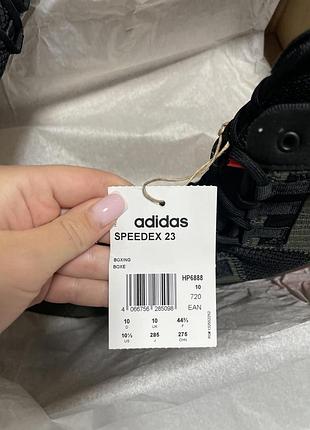 adidas
SPEEDEX 23
BOXING
BOXE
HP6888
10
720
EAN
4 066756 285098
10 10 44⅔
D UK F
10½ 285 275
US J CHN